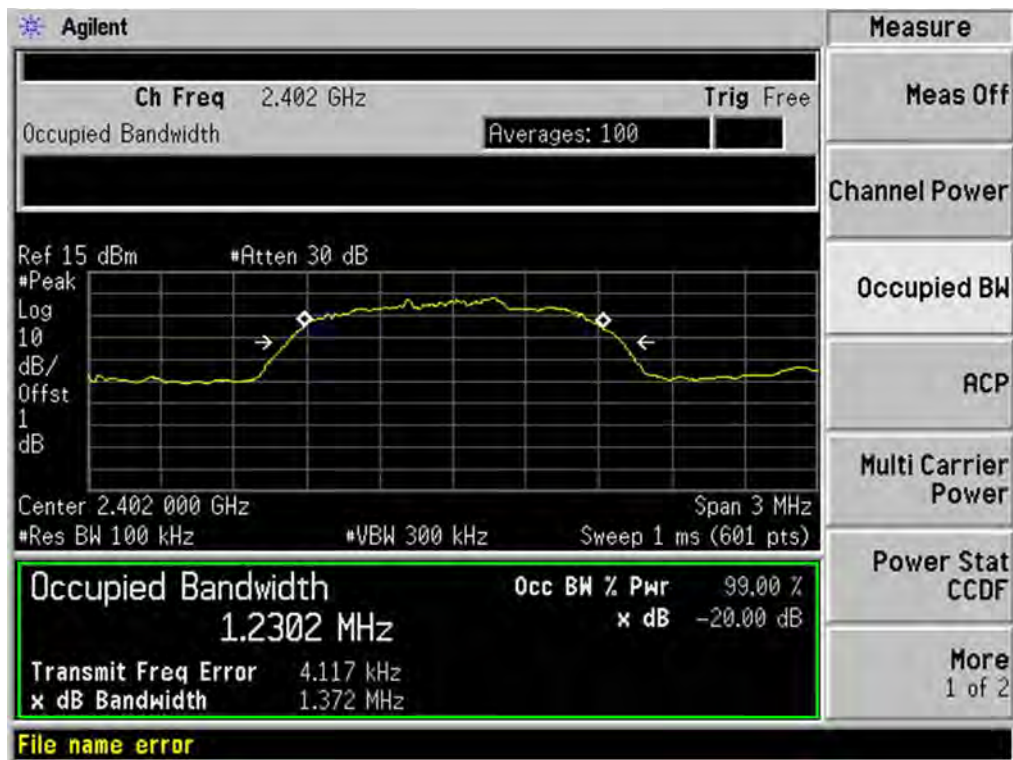 Agilent
Measure
Ch Freq 2.402 GHz Trig Free
Occupied Bandwidth Averages: 100
Meas Off
Channel Power
Occupied BW
ACP
Multi Carrier
Power
Power Stat
CCDF
More
1 of 2
Ref 15 dBm #Atten 30 dB
#Peak
Log
10
dB/
Offst
1
dB
Center 2.402 000 GHz Span 3 MHz
#Res BW 100 kHz #VBW 300 kHz Sweep 1 ms (601 pts)
Occupied Bandwidth Occ BW % Pwr 99.00 %
1.2302 MHz x dB -20.00 dB
Transmit Freq Error 4.117 kHz
x dB Bandwidth 1.372 MHz
File name error